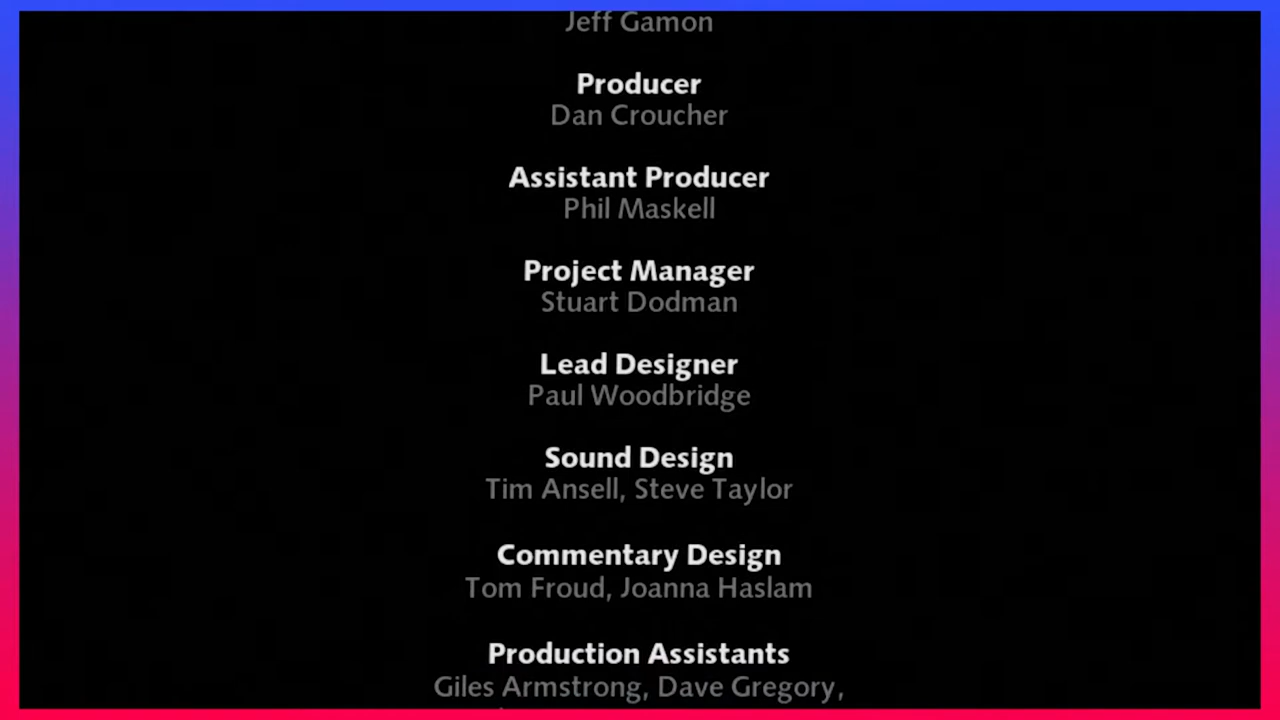 Jeff Gamon
Producer
Dan Croucher
Assistant Producer
Phil Maskell
Project Manager
Stuart Dodman
Lead Designer
Paul Woodbridge
Sound Design
Tim Ansell, Steve Taylor
Commentary Design
Tom Froud, Joanna Haslam
Production Assistants
Giles Armstrong, Dave Gregory,